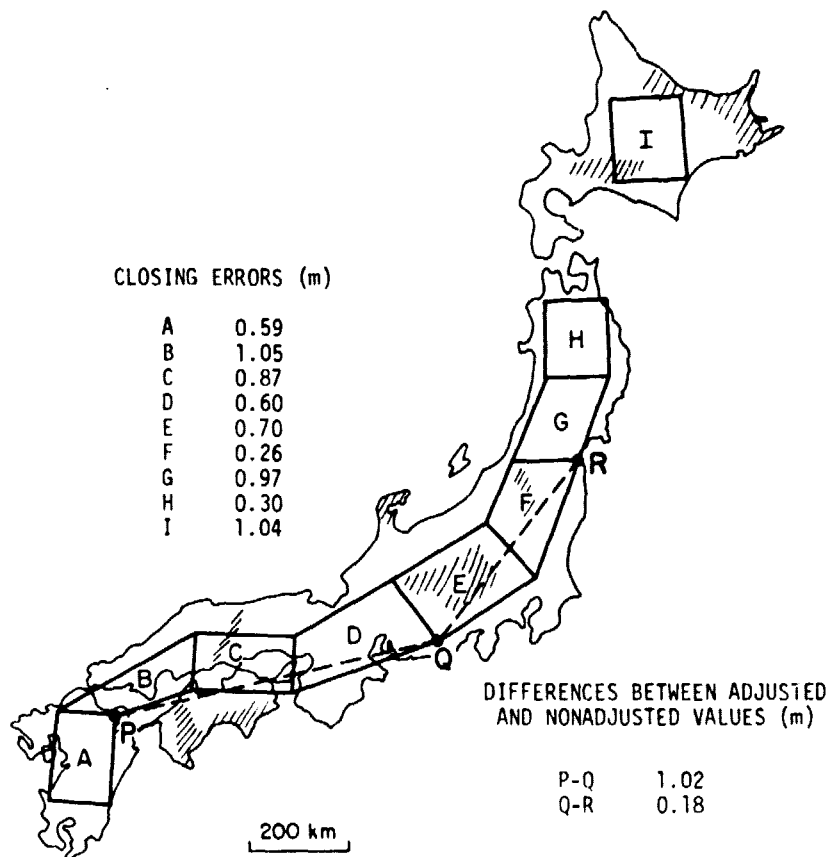 I
CLOSING ERRORS (m)
A 0.59
B 1.05
C 0.87
D 0.60
E 0.70
F 0.26
G 0.97
H 0.30
I 1.04
H
G
R
F
E
D
C
B
Q
P
A
DIFFERENCES BETWEEN ADJUSTED
AND NONADJUSTED VALUES (m)
P-Q 1.02
Q-R 0.18
200 km